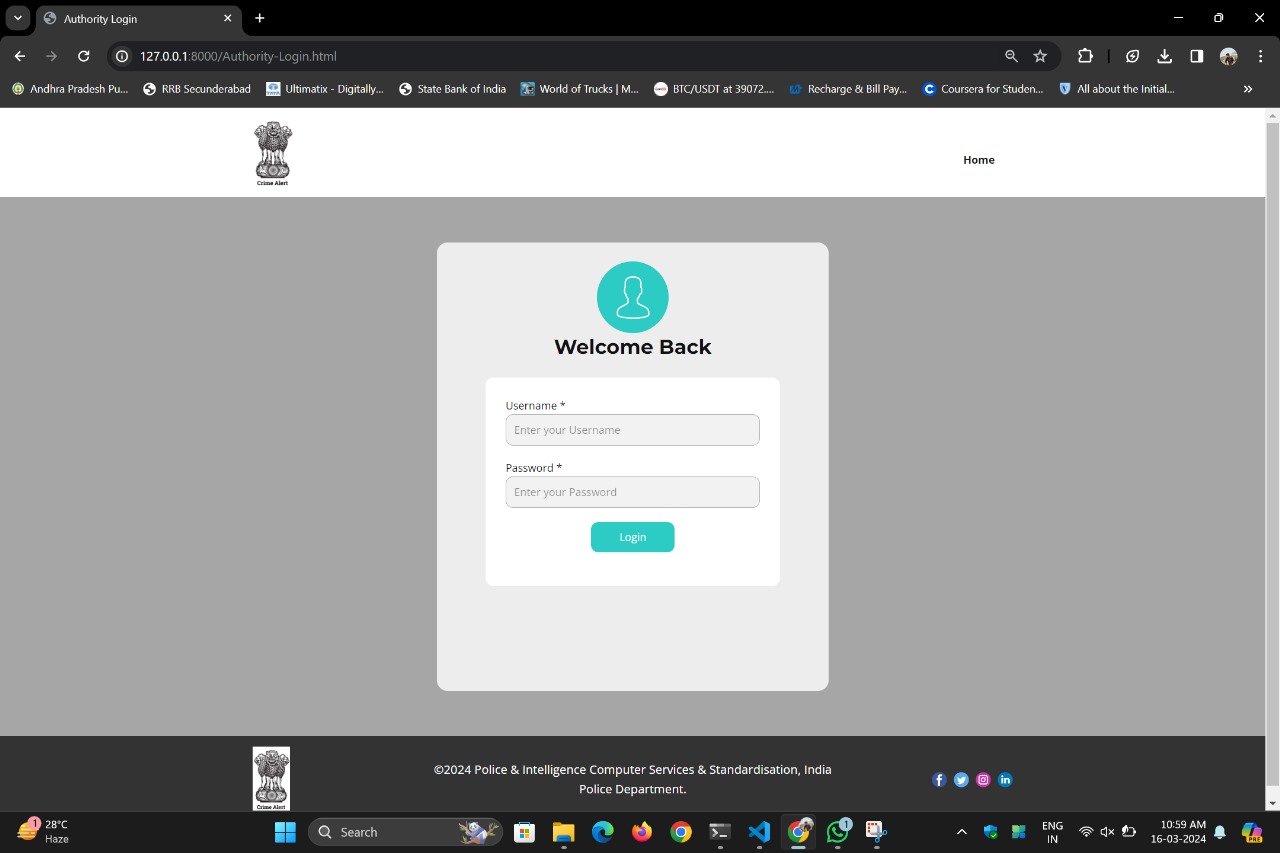 Authority Login
127.0.0.1:8000/Authority-Login.html
Andhra Pradesh Pu...
RRB Secunderabad
Ultimatix - Digitally...
State Bank of India
World of Trucks | M...
BTC/USDT at 39072....
Recharge & Bill Pay...
Coursera for Studen...
All about the Initial...
Crime Alert
Home
Welcome Back
Username *
Enter your Username
Password *
Enter your Password
Login
Crime Alert
©2024 Police & Intelligence Computer Services & Standardisation, India
Police Department.
1
28°C
Haze
Search
1
ENG
IN
10:59 AM
16-03-2024
PRE